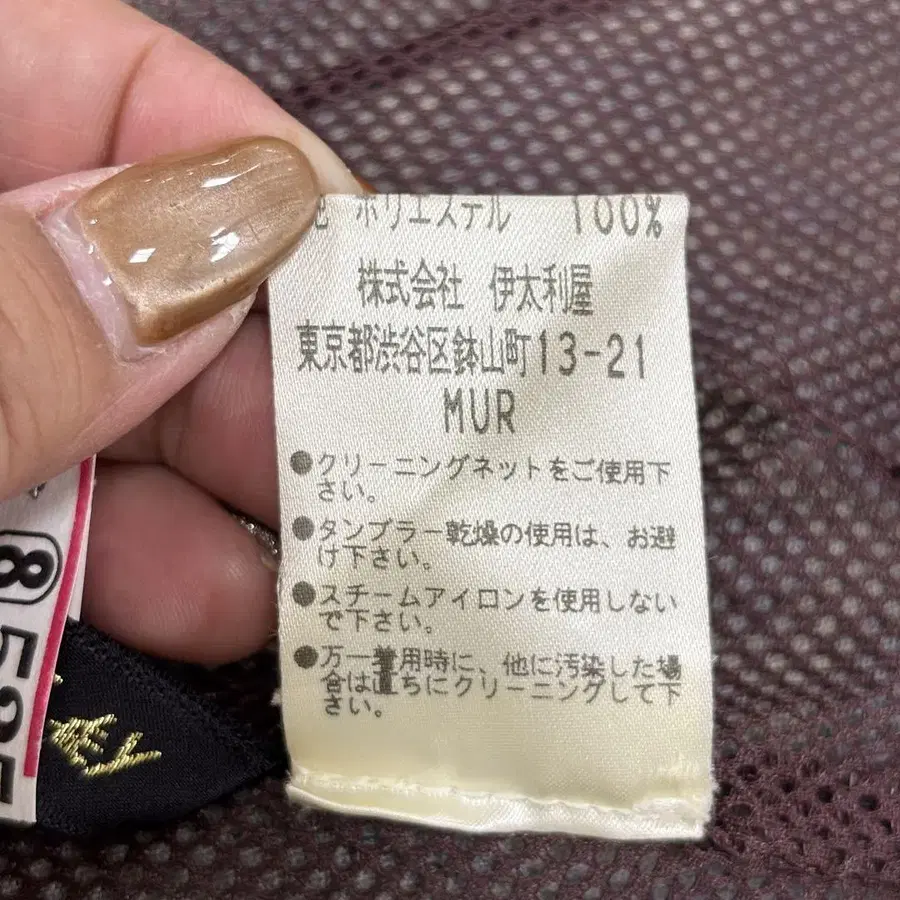 ポリエステル 100%
株式会社 伊太利屋
東京都渋谷区鉢山町13-21
MUR
●クリーニングネットをご使用下
さい。
●タンブラー乾燥の使用は、お避
け下さい。
●スチームアイロンを使用しない
で下さい。
●万一着用時に、他に汚染した場
合は直ちにクリーニングして下
さい。
8